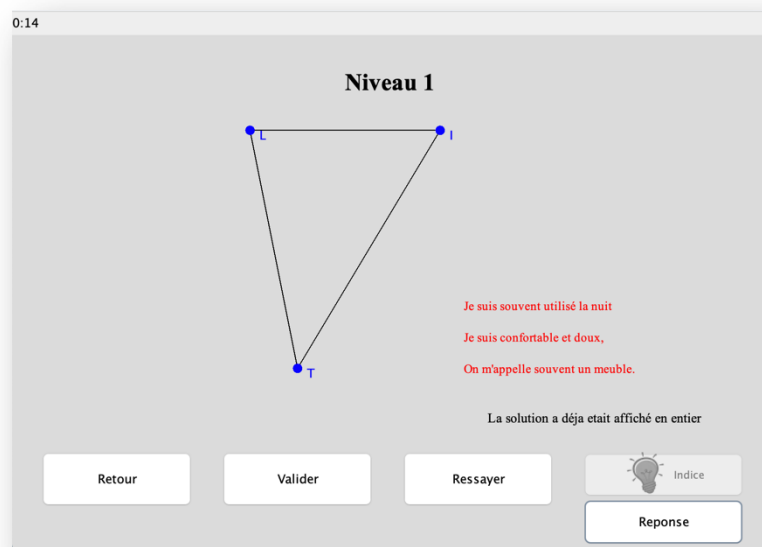 0:14
Niveau 1
L
I
T
Je suis souvent utilisé la nuit
Je suis confortable et doux,
On m'appelle souvent un meuble.
La solution a déja etait affiché en entier
Retour
Valider
Ressayer
Indice
Reponse